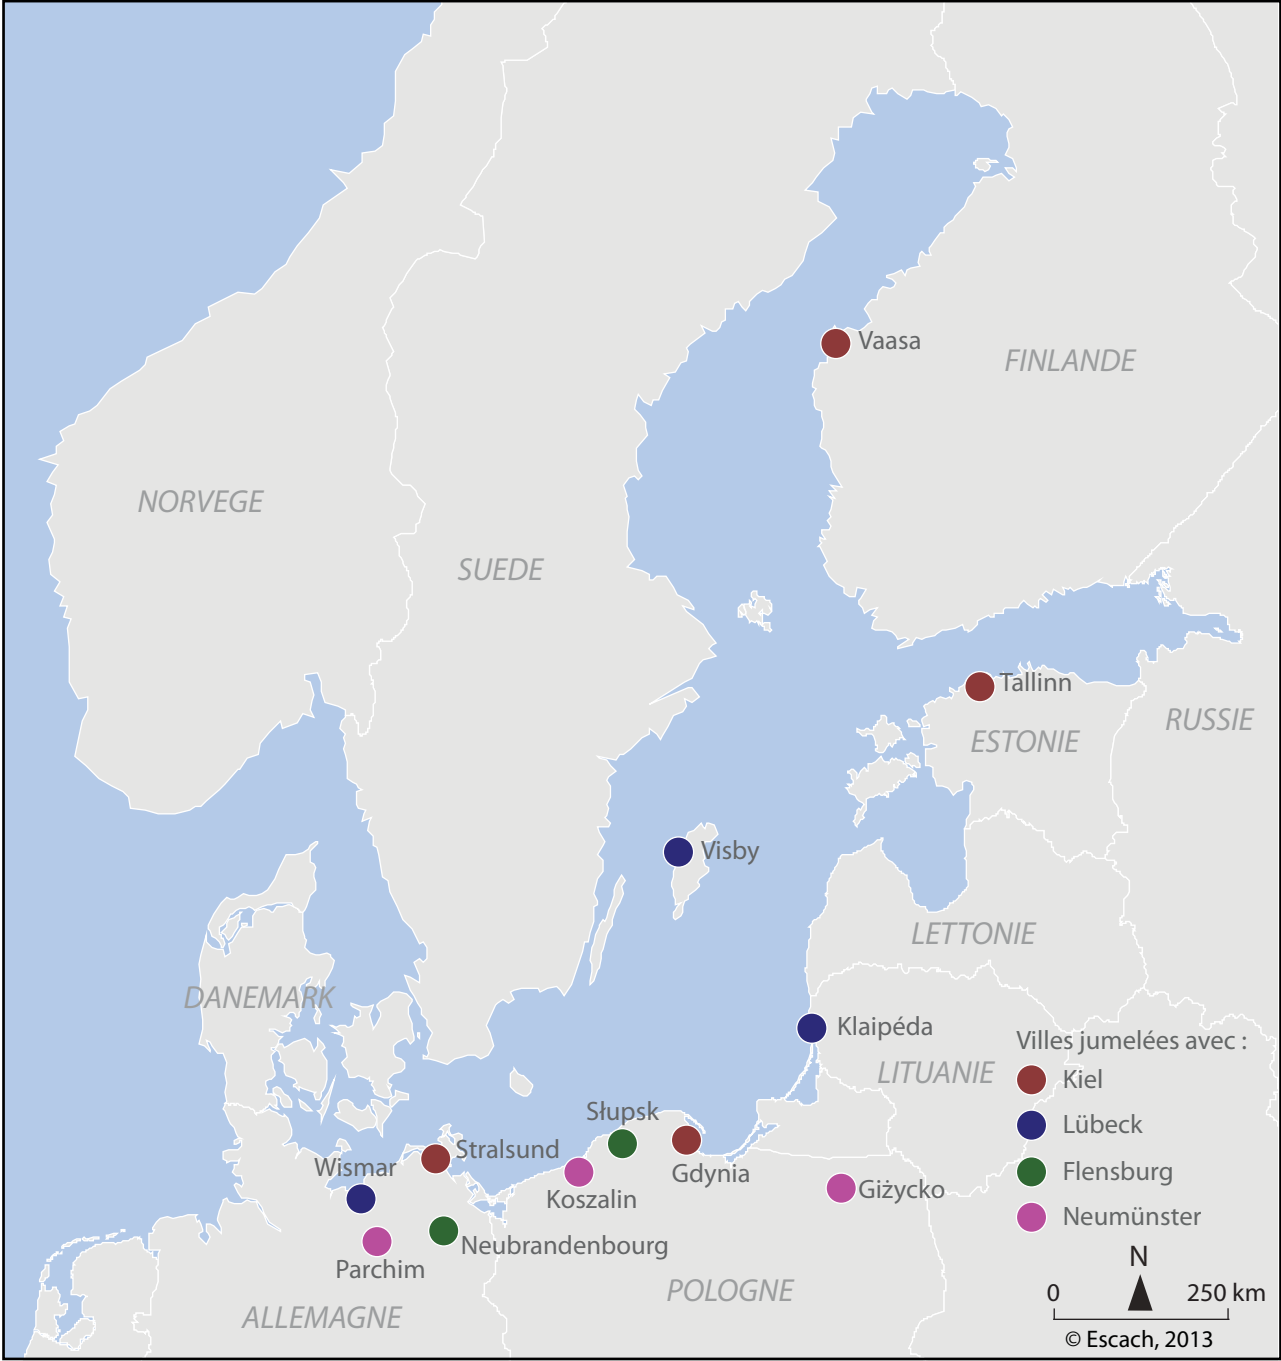 Vaasa
FINLANDE
NORVEGE
SUEDE
Tallinn
RUSSIE
ESTONIE
Visby
LETTONIE
DANEMARK
Klaipéda
LITUANIE
Villes jumelées avec :
Kiel
Lübeck
Flensburg
Neumünster
Słupsk
Stralsund
Wismar
Gdynia
Koszalin
Giżycko
Neubrandenbourg
Parchim
POLOGNE
ALLEMAGNE
N
0 250 km
© Escach, 2013